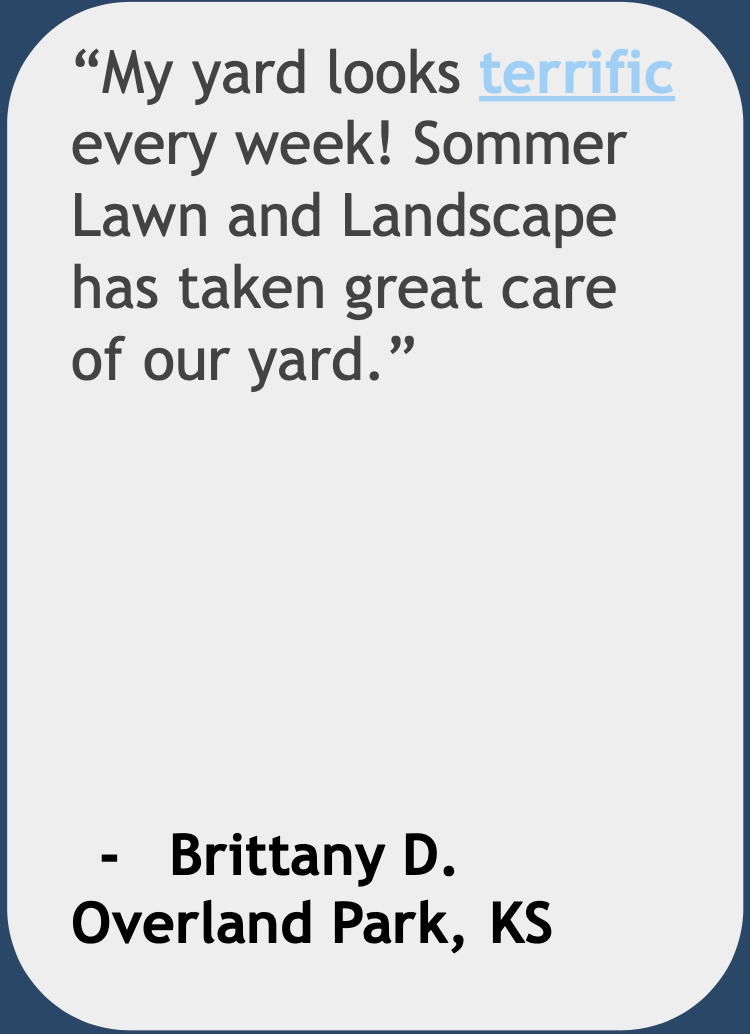 “My yard looks terrific
every week! Sommer
Lawn and Landscape
has taken great care
of our yard.”
- Brittany D.
Overland Park, KS